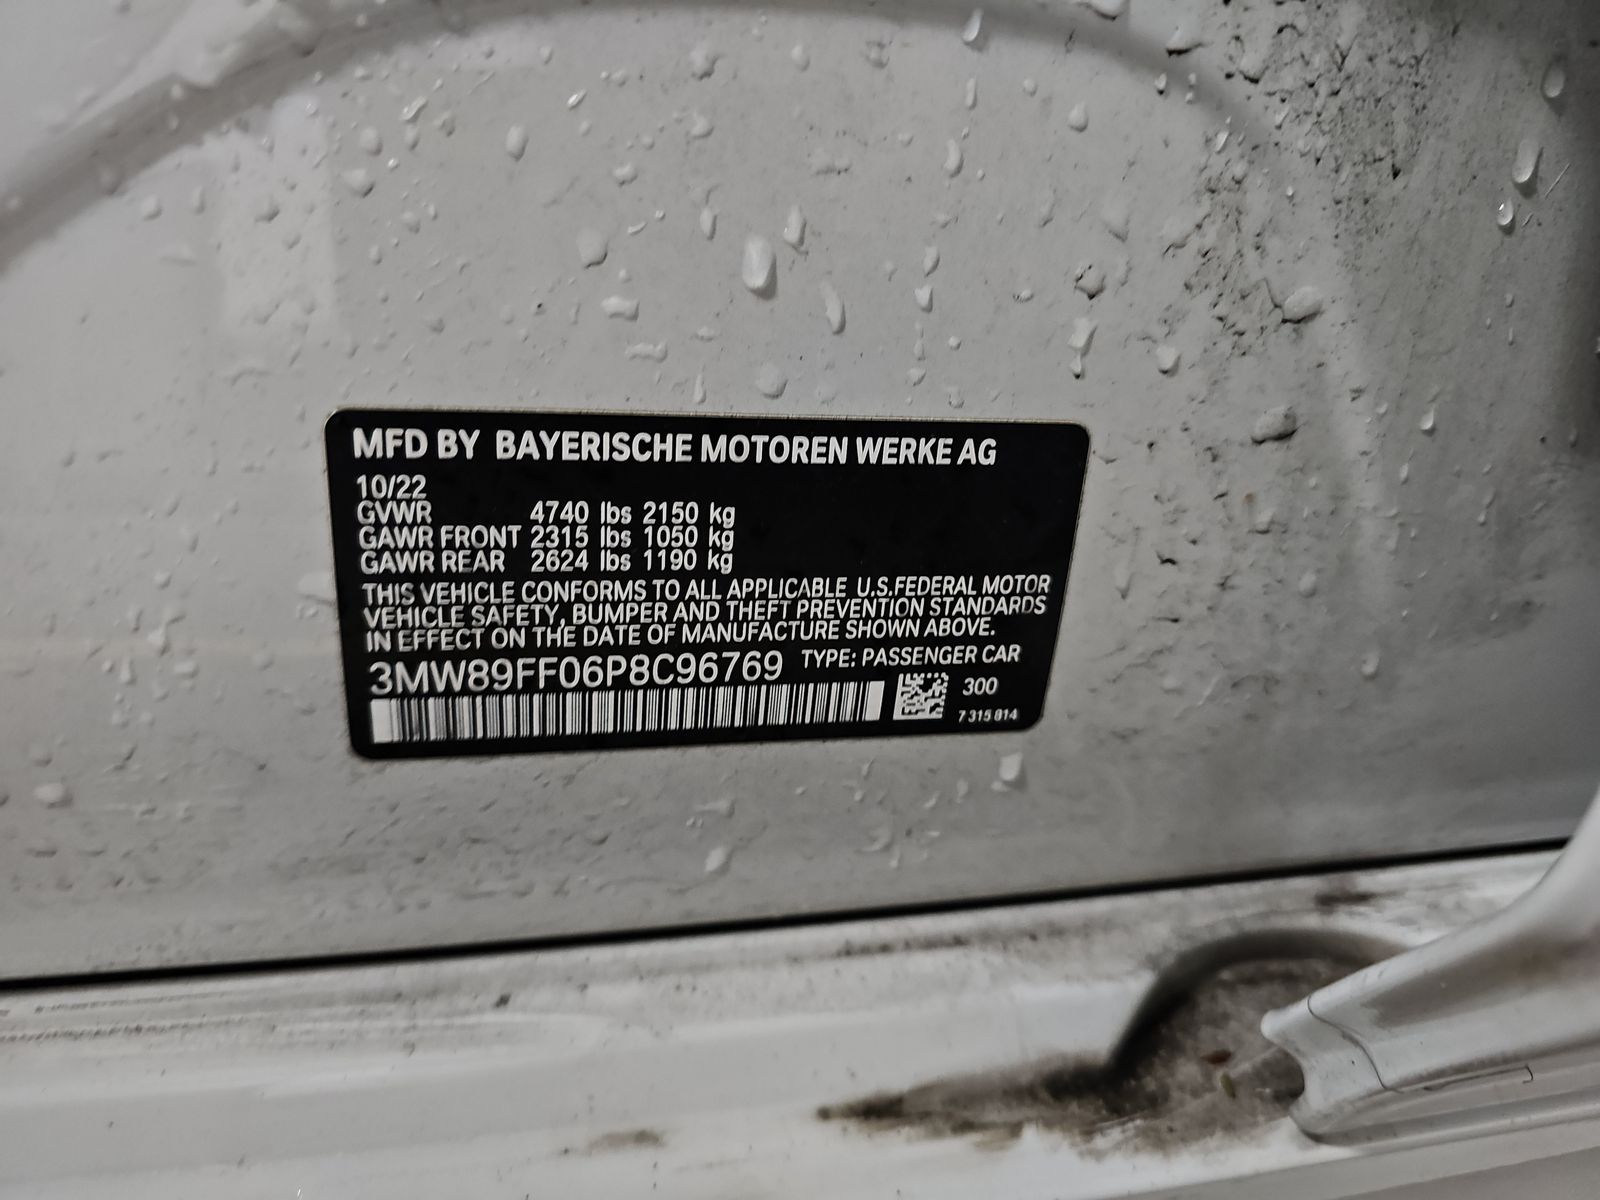 MFD BY BAYERISCHE MOTOREN WERKE AG
10/22
GVWR 4740 lbs 2150 kg
GAWR FRONT 2315 lbs 1050 kg
GAWR REAR 2624 lbs 1190 kg
THIS VEHICLE CONFORMS TO ALL APPLICABLE U.S.FEDERAL MOTOR
VEHICLE SAFETY, BUMPER AND THEFT PREVENTION STANDARDS
IN EFFECT ON THE DATE OF MANUFACTURE SHOWN ABOVE.
3MW89FF06P8C96769 TYPE: PASSENGER CAR
300
7 315 814